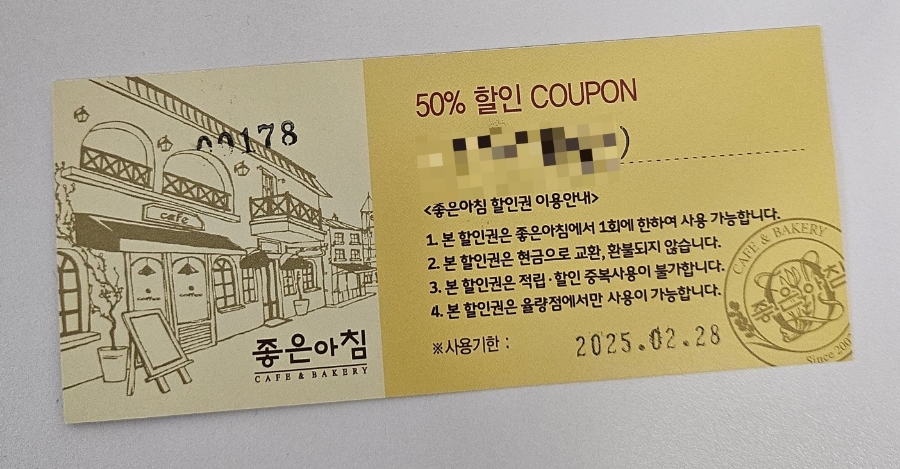 00178
cafe
좋은아침
CAFE & BAKERY
50% 할인 COUPON
)
<좋은아침 할인권 이용안내>
1. 본 할인권은 좋은아침에서 1회에 한하여 사용 가능합니다.
2. 본 할인권은 현금으로 교환, 환불되지 않습니다.
3. 본 할인권은 적립·할인 중복사용이 불가합니다.
4. 본 할인권은 율량점에서만 사용이 가능합니다.
※사용기한 :
2025.02.28
CAFE & BAKERY
좋은아침